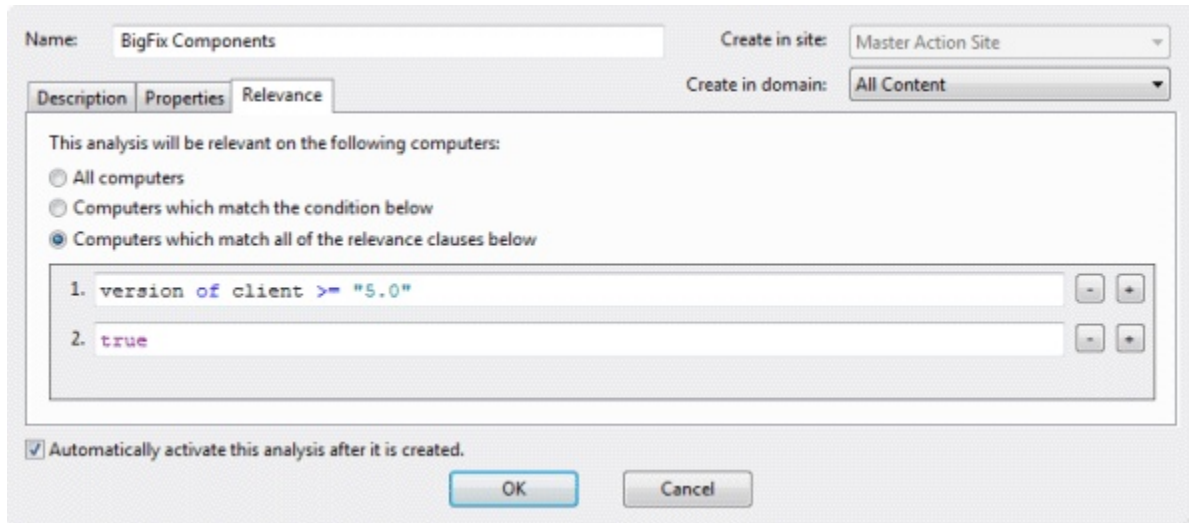 Name: BigFix Components Create in site: Master Action Site
Create in domain: All Content
Description Properties Relevance
This analysis will be relevant on the following computers:
All computers
Computers which match the condition below
Computers which match all of the relevance clauses below
1. version of client >= "5.0" - +
2. true - +
Automatically activate this analysis after it is created.
OK Cancel